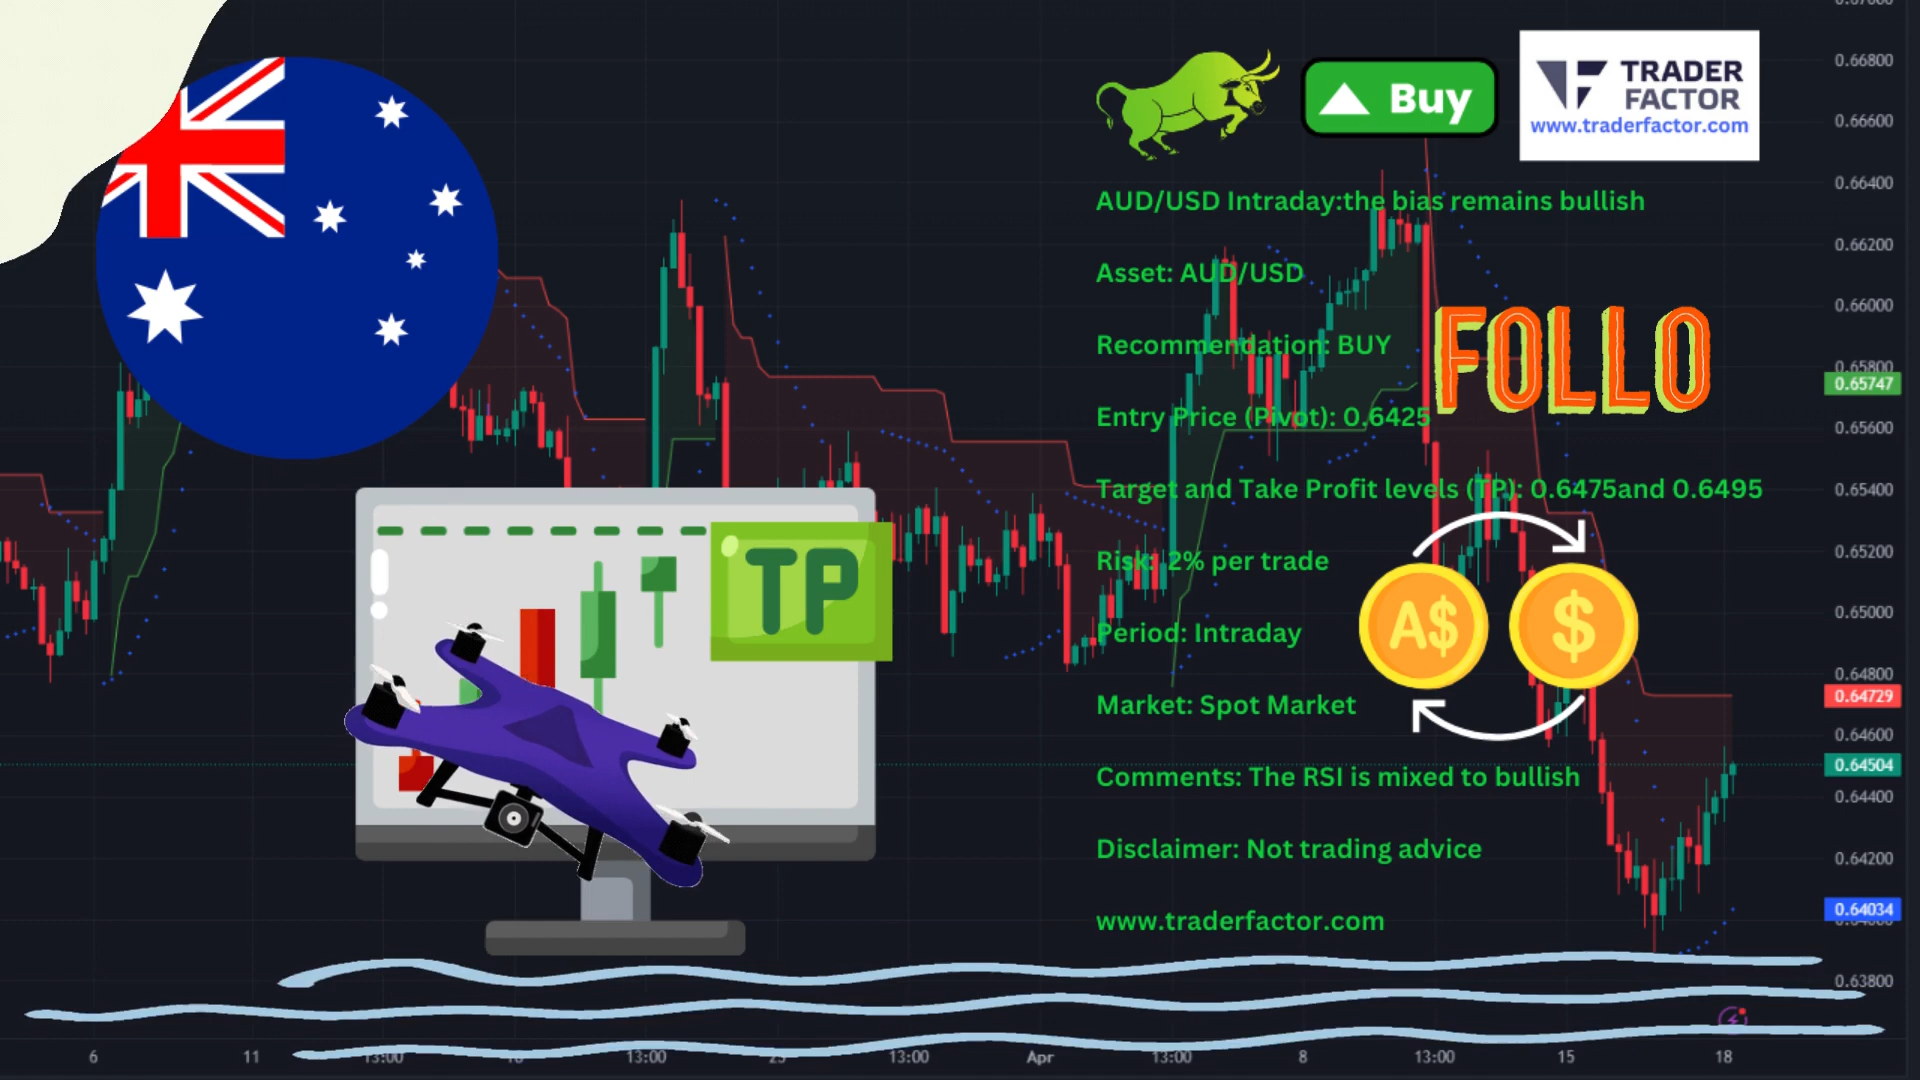 Buy
TRADER
FACTOR
www.traderfactor.com
AUD/USD Intraday:the bias remains bullish
Asset: AUD/USD
Recommendation: BUY
Entry Price (Pivot): 0.6425
FOLLO
Target and Take Profit levels (TP): 0.6475and 0.6495
Risk: 2% per trade
Period: Intraday
Market: Spot Market
Comments: The RSI is mixed to bullish
Disclaimer: Not trading advice
www.traderfactor.com
TP
A$
$
0.66800
0.66600
0.66400
0.66200
0.66000
0.65800
0.65747
0.65600
0.65400
0.65200
0.65000
0.64800
0.64729
0.64600
0.64504
0.64400
0.64200
0.64034
0.63800
6 11 13:00 13:00 13:00 Apr 13:00 8 13:00 15 18